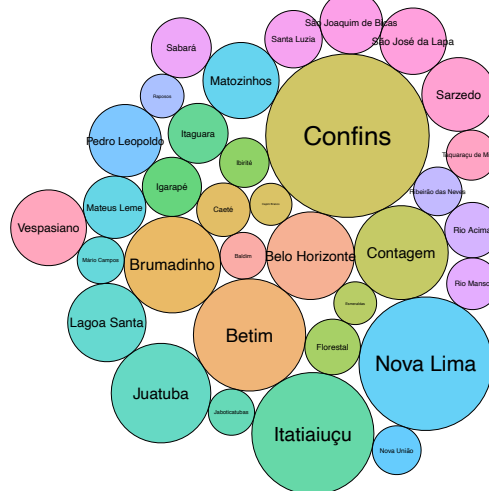 São Joaquim de Bicas
Santa Luzia
São José da Lapa
Sabará
Matozinhos
Sarzedo
Raposos
Confins
Itaguara
Pedro Leopoldo
Taquaraçu de M
Ibirité
Igarapé
Ribeirão das Neves
Mateus Leme
Caeté
Vespasiano
Rio Acima
Contagem
Belo Horizonte
Baldim
Mário Campos
Brumadinho
Rio Manso
Esmeraldas
Lagoa Santa
Betim
Florestal
Nova Lima
Juatuba
Jaboticatubas
Itatiaiuçu
Nova União